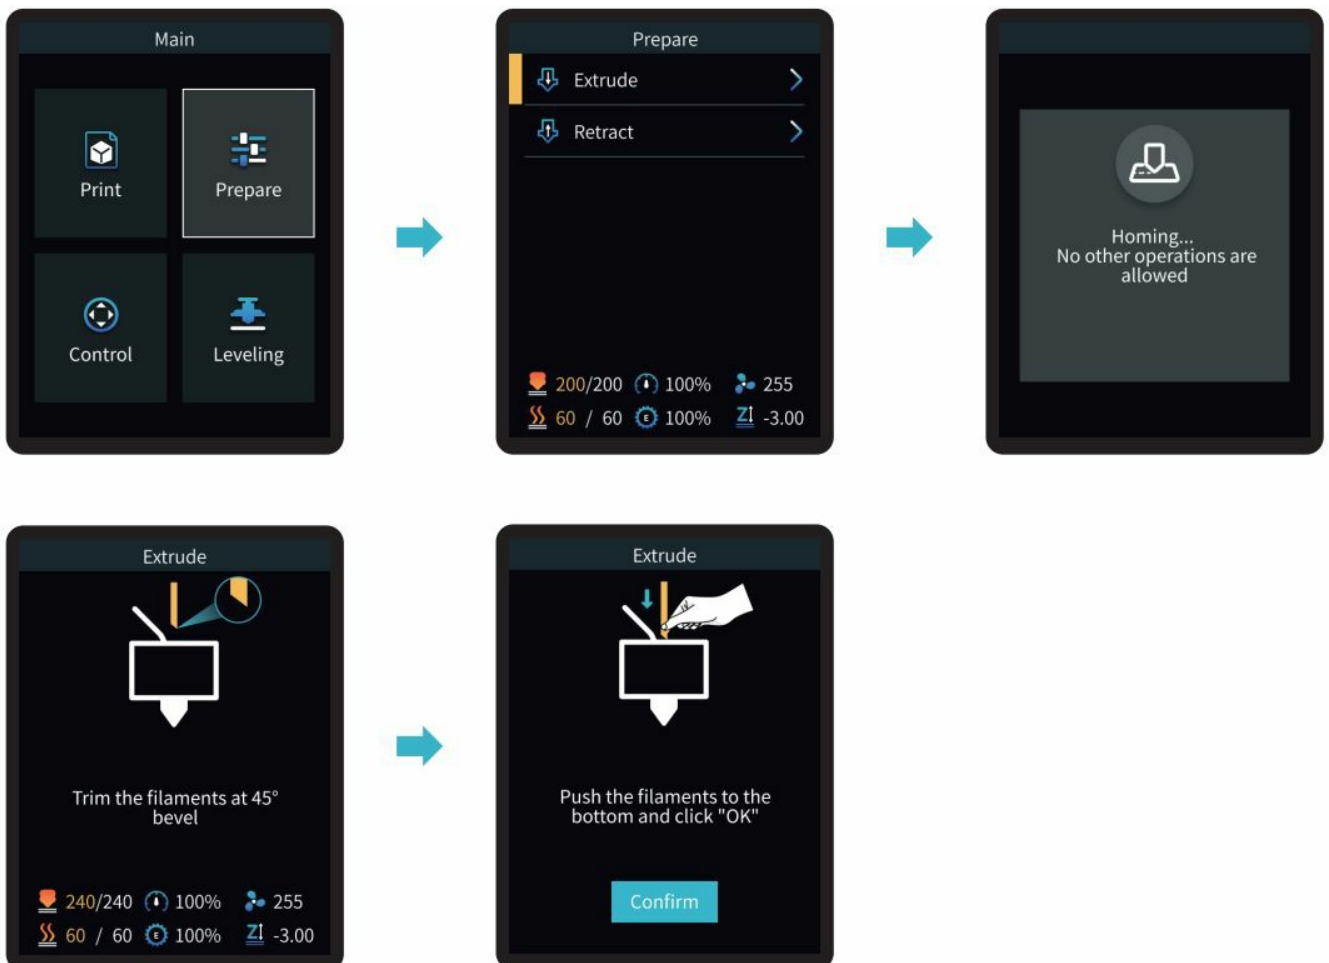 Main
Print
Prepare
Control
Leveling
Prepare
Extrude
Retract
200/200 100% 255
60 / 60 E 100% Z -3.00
Homing...
No other operations are
allowed
Extrude
Trim the filaments at 45°
bevel
240/240 100% 255
60 / 60 E 100% Z -3.00
Extrude
Push the filaments to the
bottom and click "OK"
Confirm